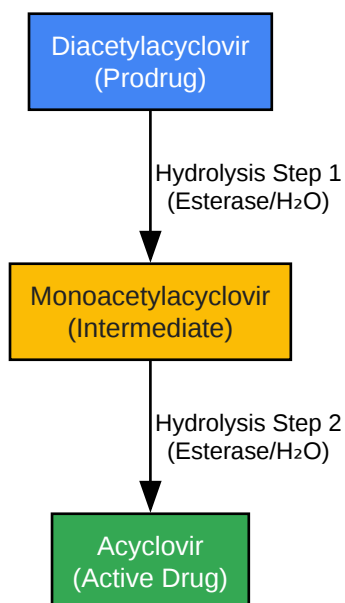 Diacetylacyclovir
(Prodrug)
Hydrolysis Step 1
(Esterase/H₂O)
Monoacetylacyclovir
(Intermediate)
Hydrolysis Step 2
(Esterase/H₂O)
Acyclovir
(Active Drug)